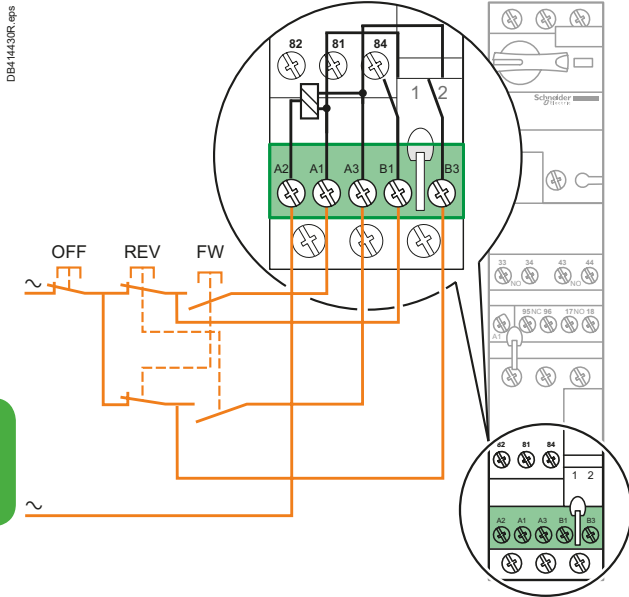 DB414430R.eps
82 81 84
1 2
A2 A1 A3 B1 B3
OFF REV FW
~
~
Schneider
Electric
33 34 43 44
NO NO
95 NC 96 17 NO 18
A1
82 81 84
1 2
A2 A1 A3 B1 B3